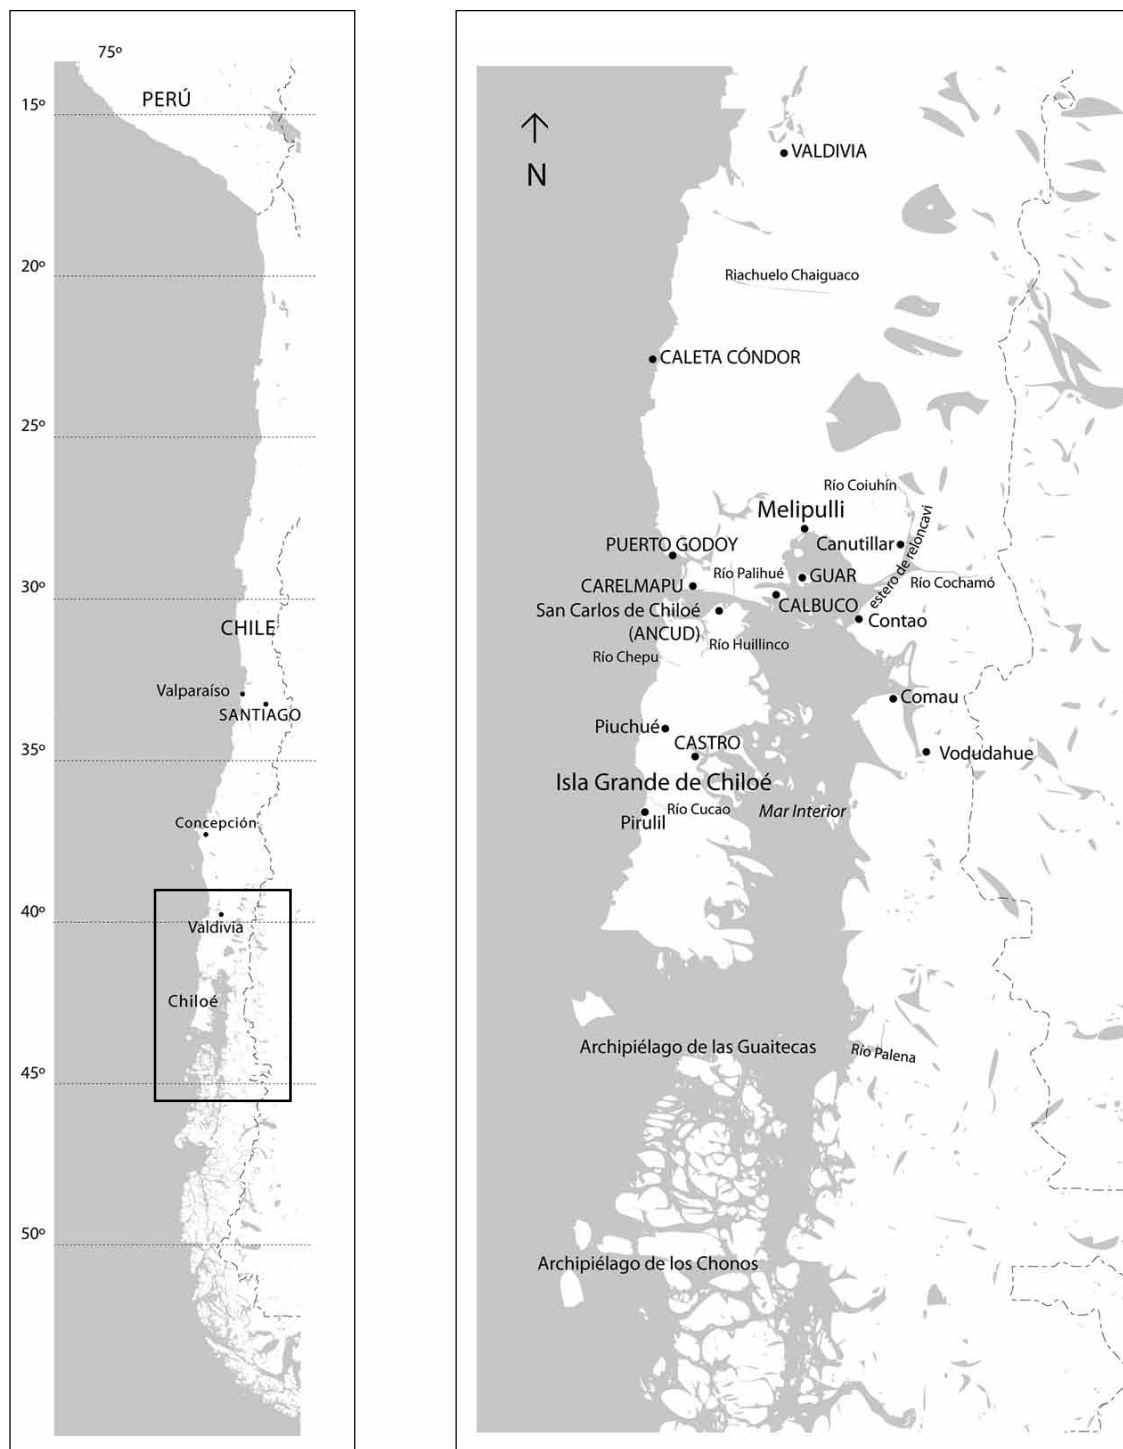 75º
15º
PERÚ
20º
25º
30º
CHILE
Valparaíso
SANTIAGO
35º
Concepción
40º
Valdivia
Chiloé
45º
50º
N
VALDIVIA
Riachuelo Chaiguaco
CALETA CÓNDOR
Río Coiuhín
Melipulli
Canutillar
estero de reloncaví
PUERTO GODOY
Río Palihué
GUAR
Río Cochamó
CARELMAPU
CALBUCO
San Carlos de Chiloé
(ANCUD)
Contao
Río Huillinco
Río Chepu
Comau
Piuchué
CASTRO
Vodudahue
Isla Grande de Chiloé
Río Cucao
Mar Interior
Pirulil
Archipiélago de las Guaitecas
Río Palena
Archipiélago de los Chonos